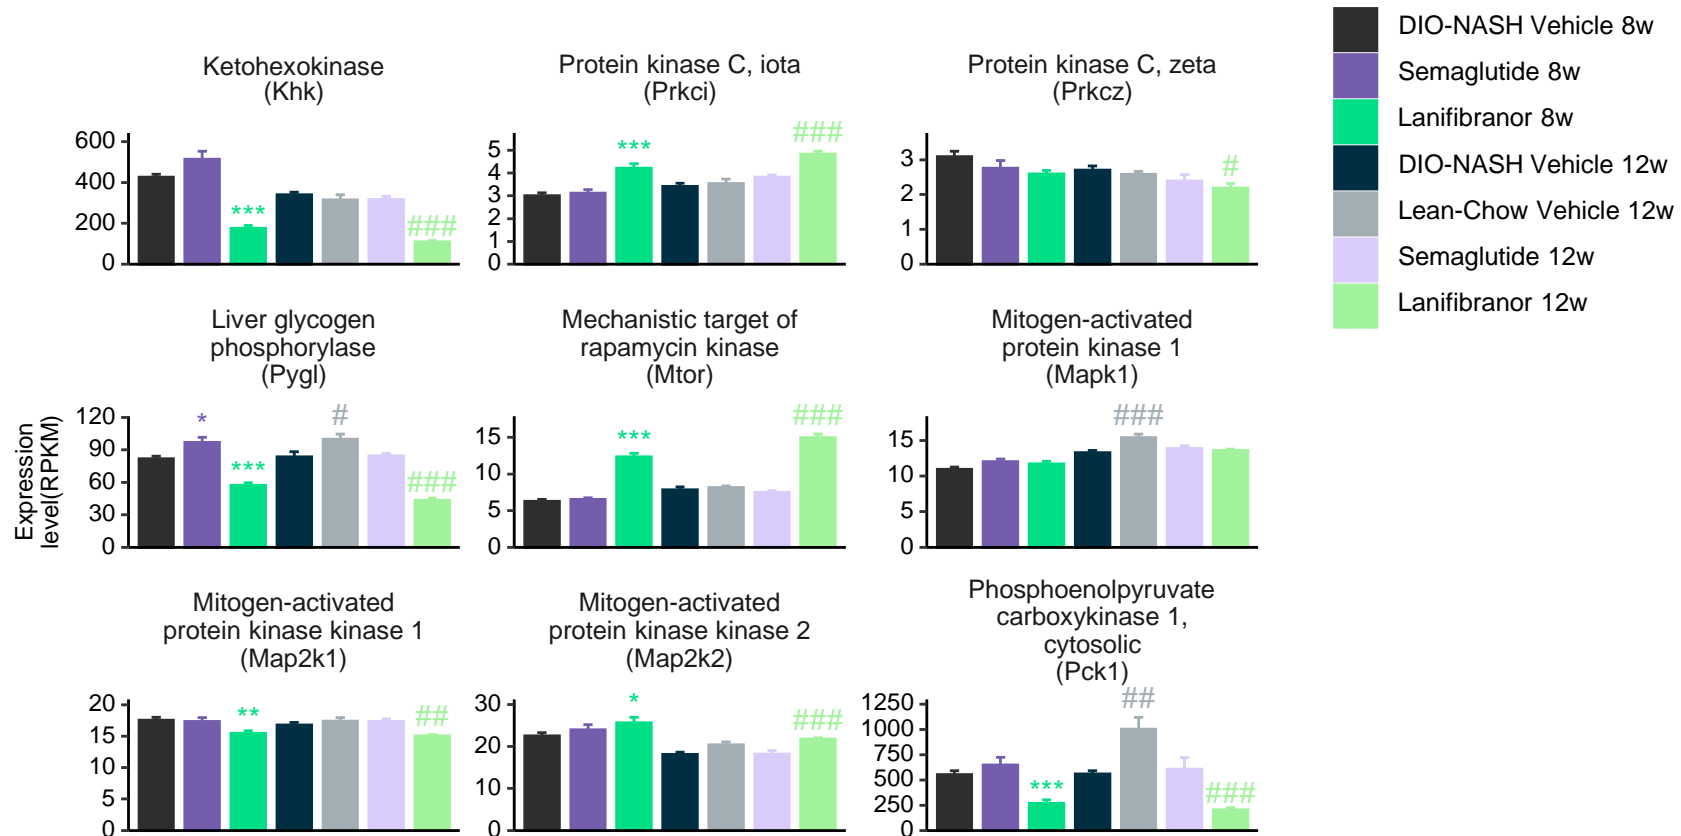 DIO-NASH Vehicle 8w
Semaglutide 8w
Lanifibranor 8w
DIO-NASH Vehicle 12w
Lean-Chow Vehicle 12w
Semaglutide 12w
Lanifibranor 12w
Ketohexokinase
(Khk)
600
400
200
0
***
###
Protein kinase C, iota
(Prkci)
5
4
3
2
1
0
***
###
Protein kinase C, zeta
(Prkcz)
3
2
1
0
#
Expression
level(RPKM)
Liver glycogen
phosphorylase
(Pygl)
120
90
60
30
0
*
***
#
###
Mechanistic target of
rapamycin kinase
(Mtor)
15
10
5
0
***
###
Mitogen-activated
protein kinase 1
(Mapk1)
15
10
5
0
###
Mitogen-activated
protein kinase kinase 1
(Map2k1)
20
15
10
5
0
**
##
Mitogen-activated
protein kinase kinase 2
(Map2k2)
30
20
10
0
*
###
Phosphoenolpyruvate
carboxykinase 1,
cytosolic
(Pck1)
1250
1000
750
500
250
0
***
##
###